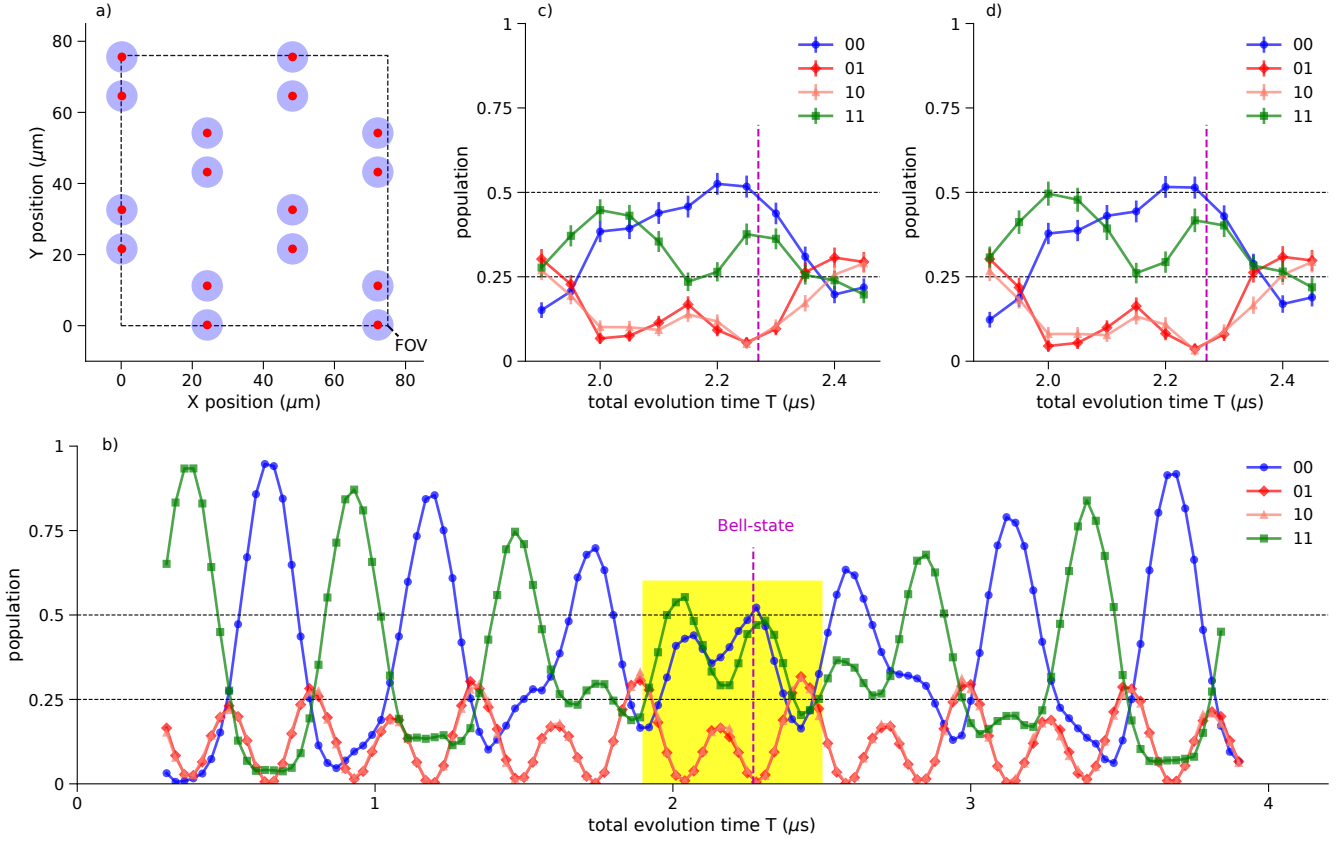 a)
80
60
40
20
0
Y position (μm)
0 20 40 60 80
X position (μm)
FOV
c)
1
0.75
0.5
0.25
0
population
00
01
10
11
2.0 2.2 2.4
total evolution time T (μs)
d)
1
0.75
0.5
0.25
0
population
00
01
10
11
2.0 2.2 2.4
total evolution time T (μs)
b)
1
0.75
0.5
0.25
0
population
Bell-state
00
01
10
11
0 1 2 3 4
total evolution time T (μs)